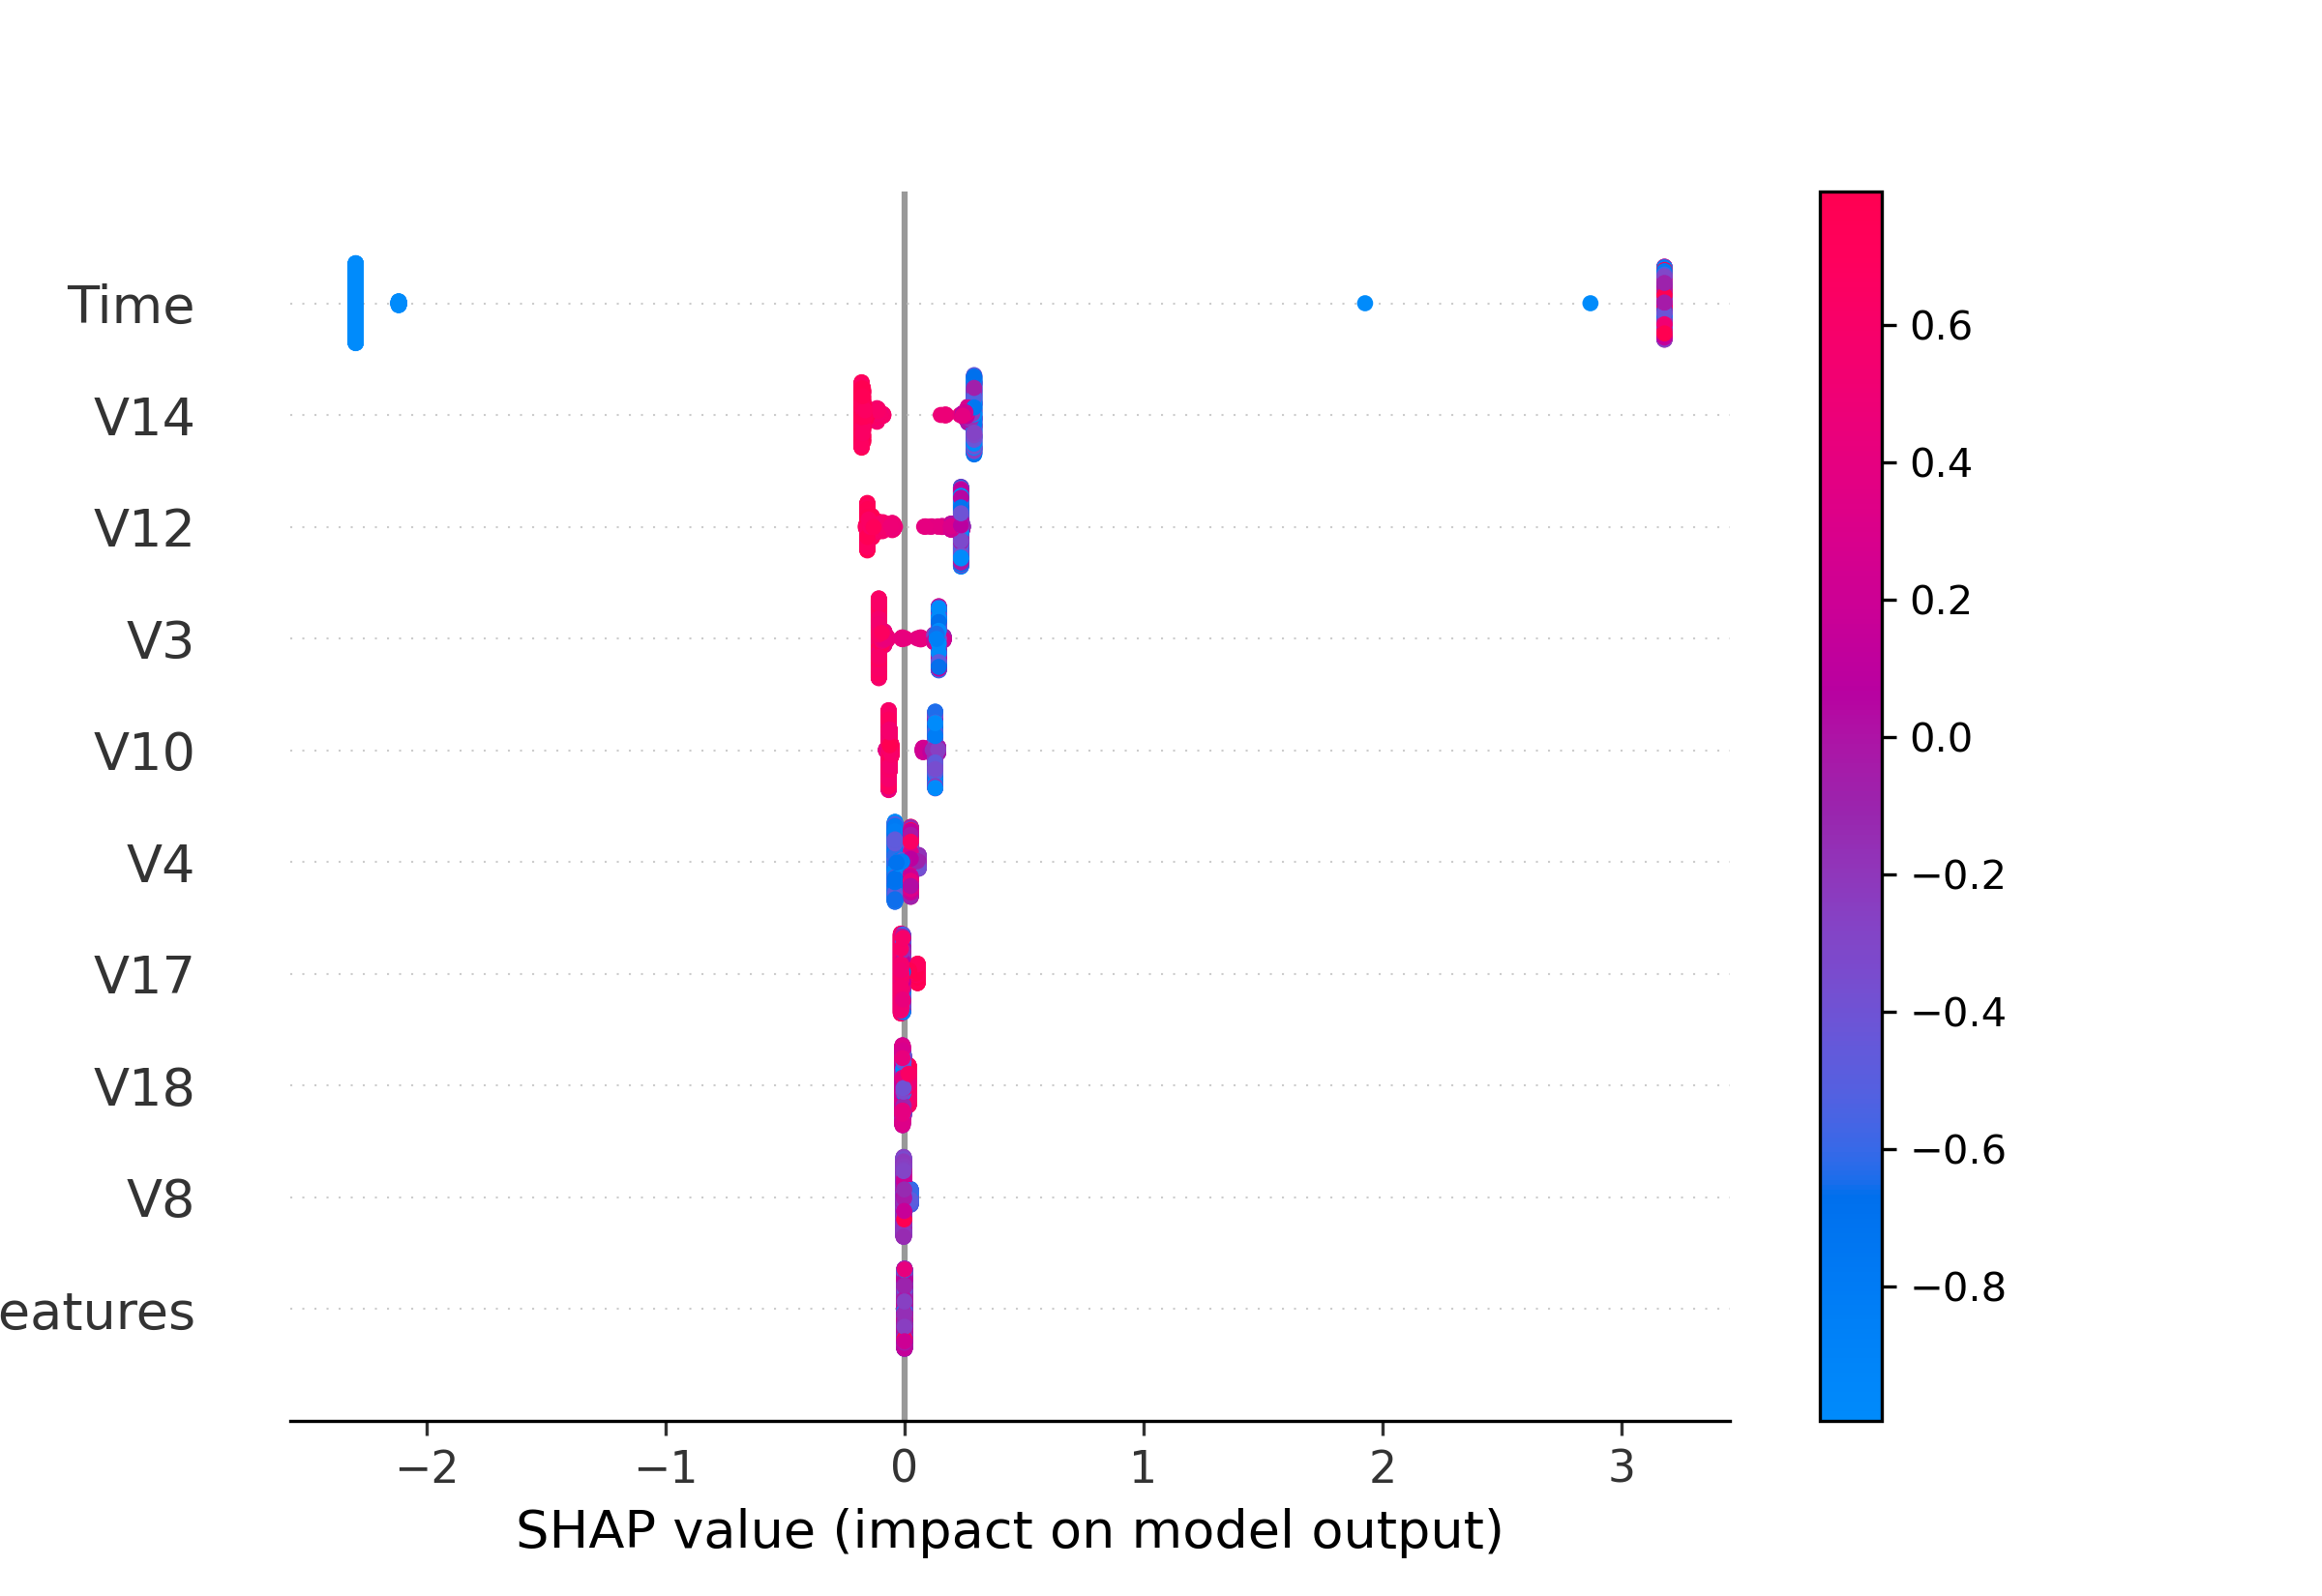 Time
V14
V12
V3
V10
V4
V17
V18
V8
eatures
−2 −1 0 1 2 3
SHAP value (impact on model output)
0.6
0.4
0.2
0.0
−0.2
−0.4
−0.6
−0.8